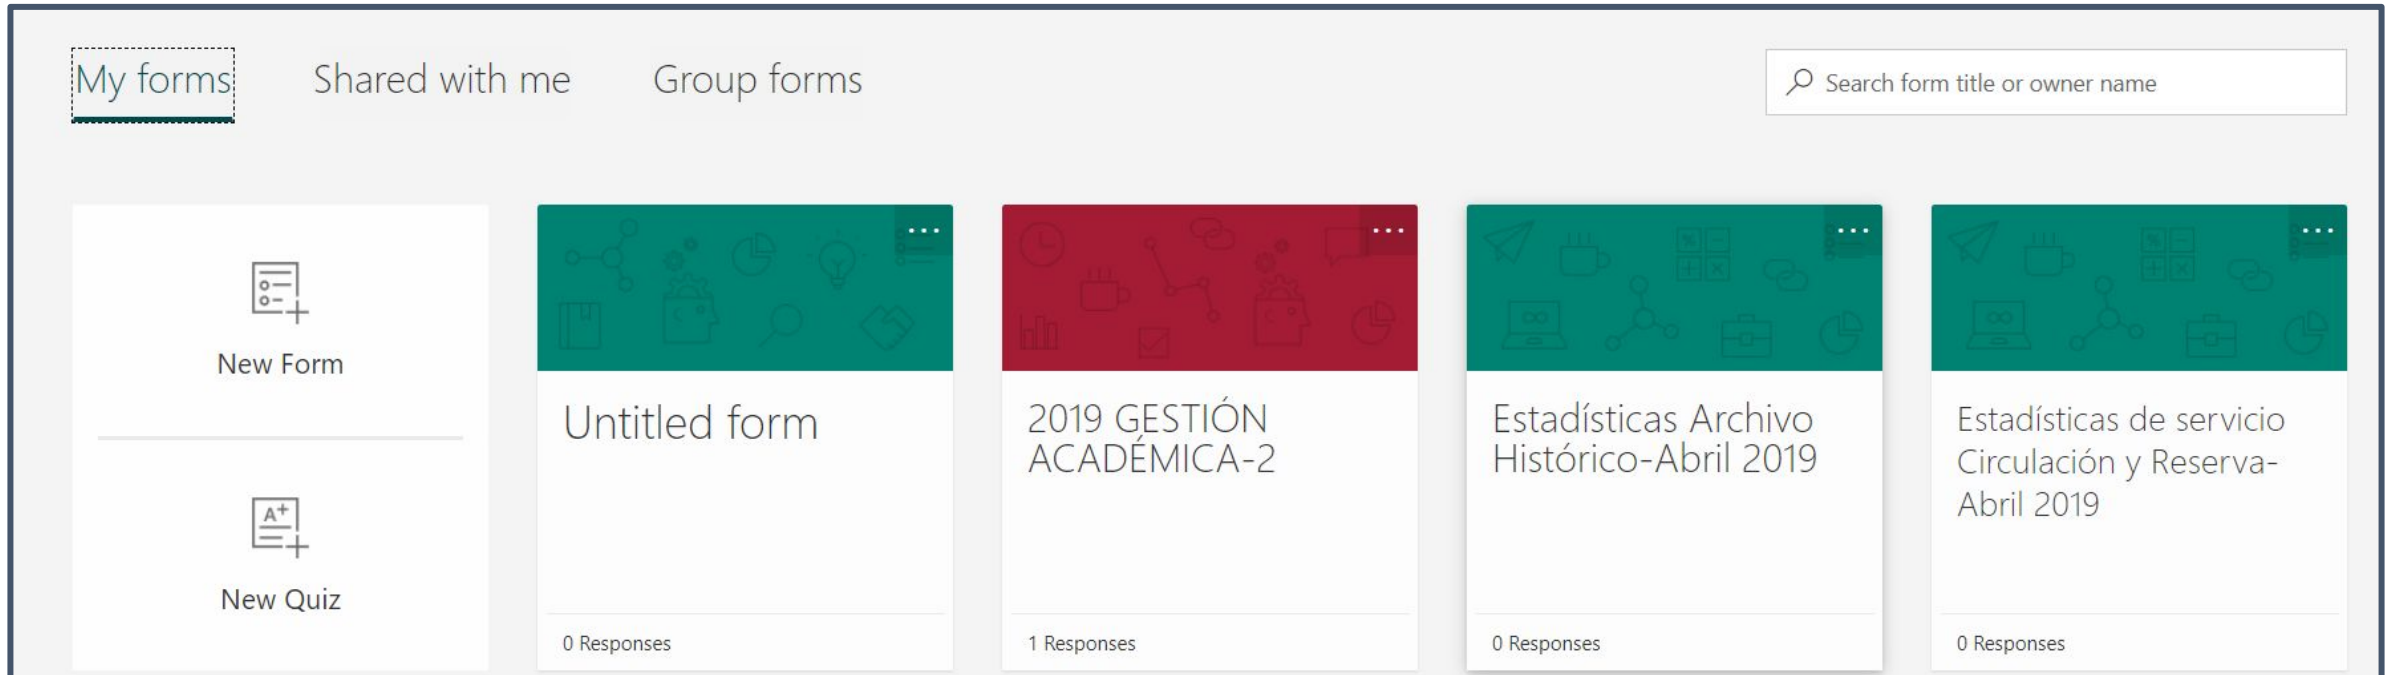 My forms
Shared with me
Group forms
Search form title or owner name
New Form
New Quiz
Untitled form
0 Responses
2019 GESTIÓN
ACADÉMICA-2
1 Responses
Estadísticas Archivo
Histórico-Abril 2019
0 Responses
Estadísticas de servicio
Circulación y Reserva-
Abril 2019
0 Responses